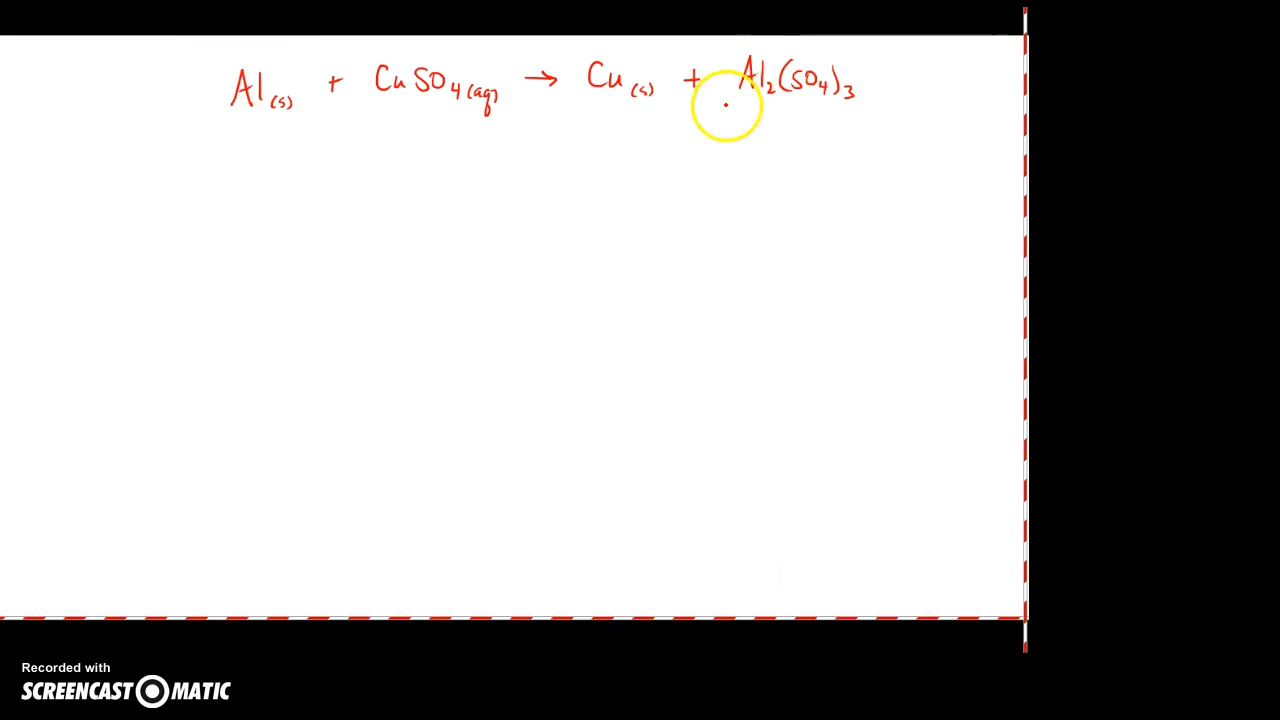 Al(s) + CuSO4(aq) → Cu(s) + Al2(SO4)3
Recorded with
SCREENCAST MATIC